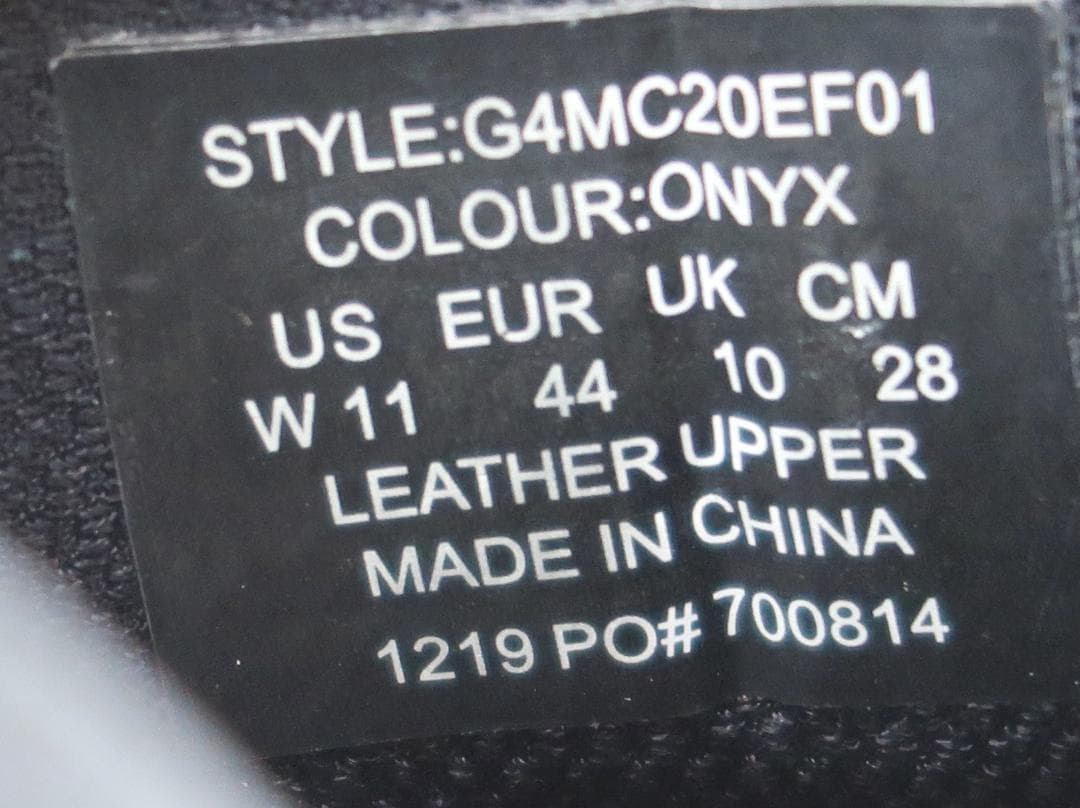 STYLE:G4MC20EF01
COLOUR:ONYX
US EUR UK CM
W 11 44 10 28
LEATHER UPPER
MADE IN CHINA
1219 PO# 700814